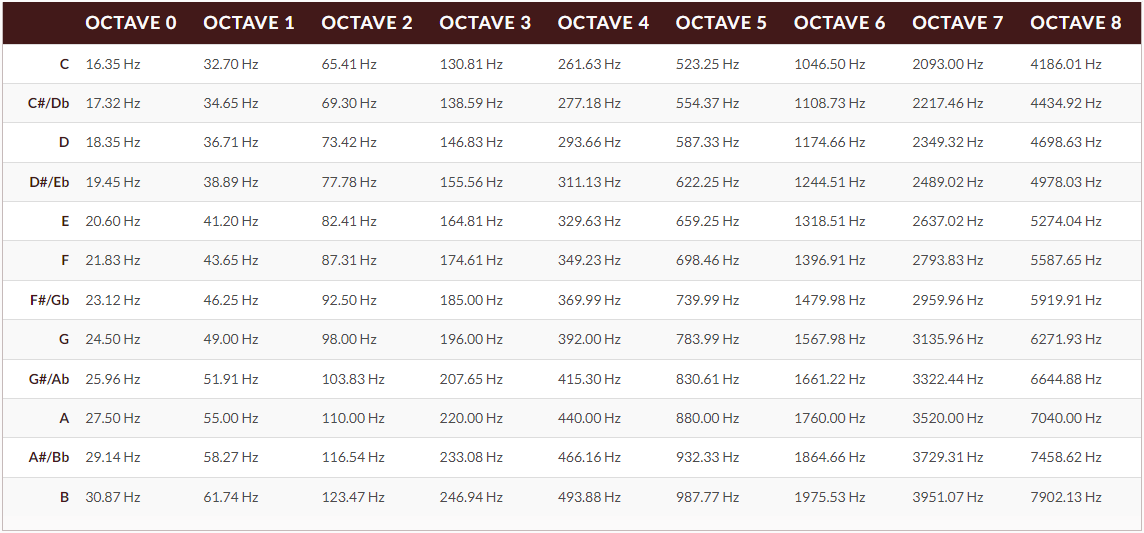 OCTAVE 0 OCTAVE 1 OCTAVE 2 OCTAVE 3 OCTAVE 4 OCTAVE 5 OCTAVE 6 OCTAVE 7 OCTAVE 8
C 16.35 Hz 32.70 Hz 65.41 Hz 130.81 Hz 261.63 Hz 523.25 Hz 1046.50 Hz 2093.00 Hz 4186.01 Hz
C#/Db 17.32 Hz 34.65 Hz 69.30 Hz 138.59 Hz 277.18 Hz 554.37 Hz 1108.73 Hz 2217.46 Hz 4434.92 Hz
D 18.35 Hz 36.71 Hz 73.42 Hz 146.83 Hz 293.66 Hz 587.33 Hz 1174.66 Hz 2349.32 Hz 4698.63 Hz
D#/Eb 19.45 Hz 38.89 Hz 77.78 Hz 155.56 Hz 311.13 Hz 622.25 Hz 1244.51 Hz 2489.02 Hz 4978.03 Hz
E 20.60 Hz 41.20 Hz 82.41 Hz 164.81 Hz 329.63 Hz 659.25 Hz 1318.51 Hz 2637.02 Hz 5274.04 Hz
F 21.83 Hz 43.65 Hz 87.31 Hz 174.61 Hz 349.23 Hz 698.46 Hz 1396.91 Hz 2793.83 Hz 5587.65 Hz
F#/Gb 23.12 Hz 46.25 Hz 92.50 Hz 185.00 Hz 369.99 Hz 739.99 Hz 1479.98 Hz 2959.96 Hz 5919.91 Hz
G 24.50 Hz 49.00 Hz 98.00 Hz 196.00 Hz 392.00 Hz 783.99 Hz 1567.98 Hz 3135.96 Hz 6271.93 Hz
G#/Ab 25.96 Hz 51.91 Hz 103.83 Hz 207.65 Hz 415.30 Hz 830.61 Hz 1661.22 Hz 3322.44 Hz 6644.88 Hz
A 27.50 Hz 55.00 Hz 110.00 Hz 220.00 Hz 440.00 Hz 880.00 Hz 1760.00 Hz 3520.00 Hz 7040.00 Hz
A#/Bb 29.14 Hz 58.27 Hz 116.54 Hz 233.08 Hz 466.16 Hz 932.33 Hz 1864.66 Hz 3729.31 Hz 7458.62 Hz
B 30.87 Hz 61.74 Hz 123.47 Hz 246.94 Hz 493.88 Hz 987.77 Hz 1975.53 Hz 3951.07 Hz 7902.13 Hz